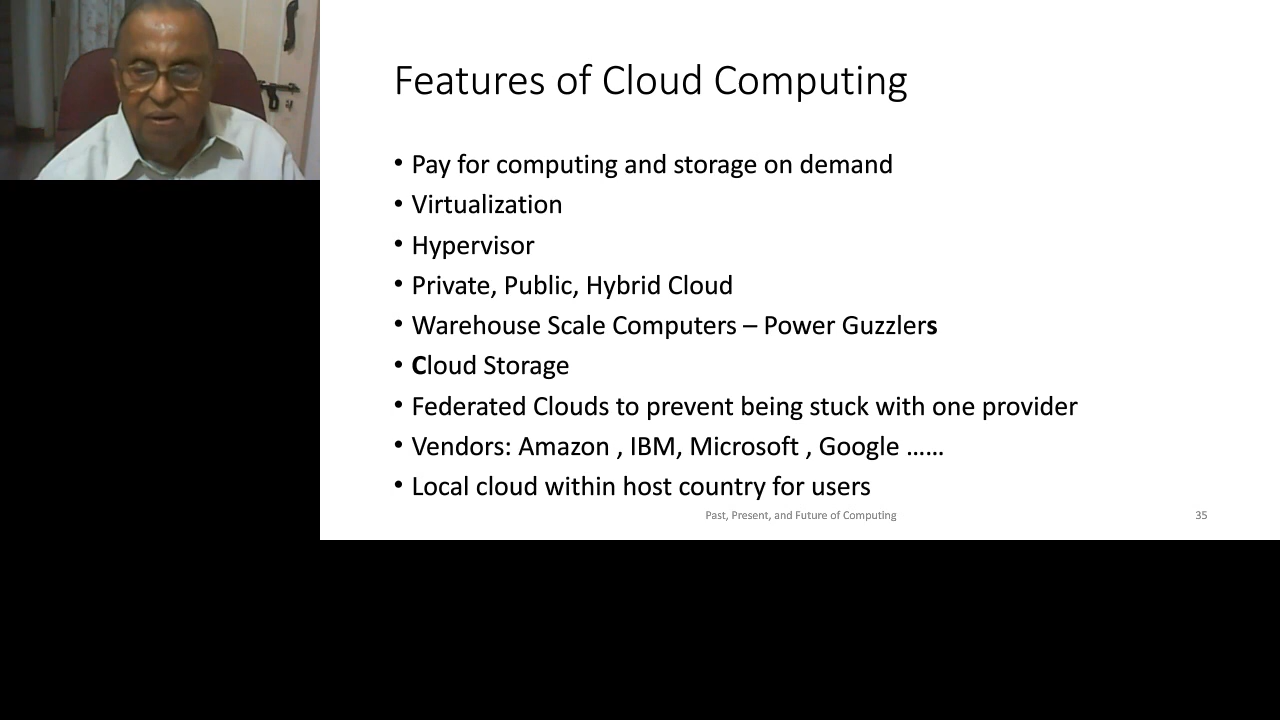 Features of Cloud Computing
• Pay for computing and storage on demand
• Virtualization
• Hypervisor
• Private, Public, Hybrid Cloud
• Warehouse Scale Computers – Power Guzzlers
• Cloud Storage
• Federated Clouds to prevent being stuck with one provider
• Vendors: Amazon , IBM, Microsoft , Google ......
• Local cloud within host country for users
Past, Present, and Future of Computing 35